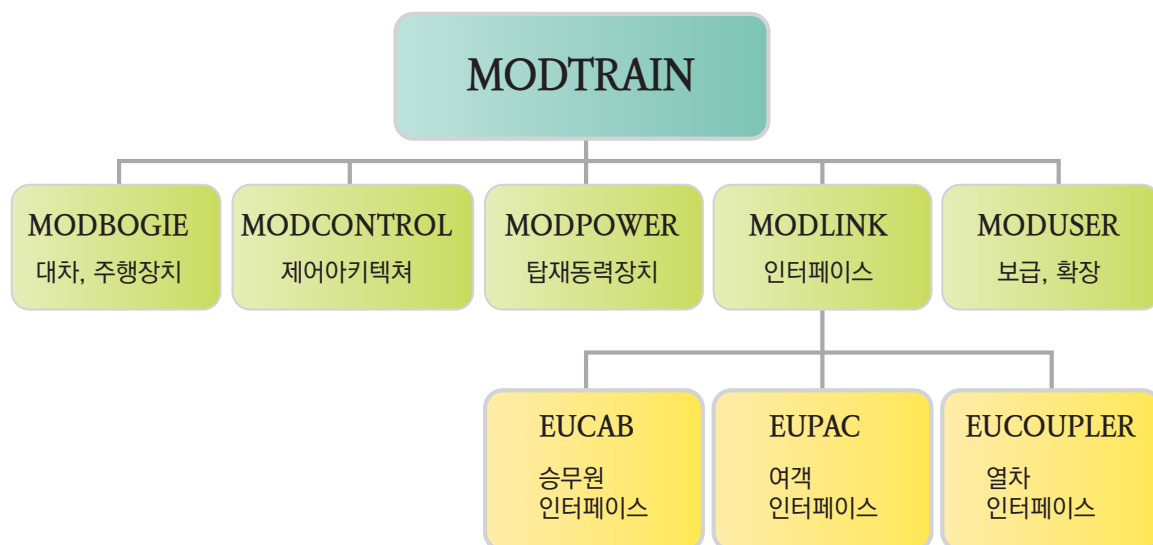 MODTRAIN
MODBOGIE
대차, 주행장치
MODCONTROL
제어아키텍쳐
MODPOWER
탑재동력장치
MODLINK
인터페이스
MODUSER
보급, 확장
EUCAB
승무원
인터페이스
EUPAC
여객
인터페이스
EUCOUPLER
열차
인터페이스